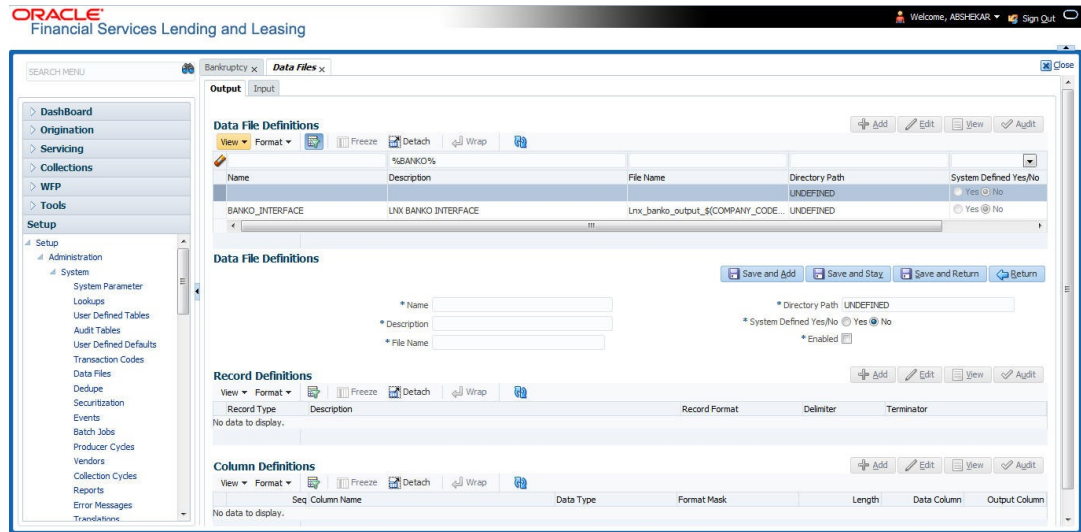 ORACLE
Financial Services Lending and Leasing
Welcome, ABSHEKAR
Sign Out
Close
SEARCH MENU
Bankruptcy x
Data Files x
Output
Input
DashBoard
Origination
Servicing
Collections
WFP
Tools
Setup
Setup
Administration
System
System Parameter
Lookups
User Defined Tables
Audit Tables
User Defined Defaults
Transaction Codes
Data Files
Dedupe
Securitization
Events
Batch Jobs
Producer Cycles
Vendors
Collection Cycles
Reports
Error Messages
Translations
Data File Definitions
Add Edit View Audit
View Format Freeze Detach Wrap
%BANKO%
Name Description File Name Directory Path System Defined Yes/No
UNDEFINED Yes No
BANKO_INTERFACE LNX BANKO INTERFACE Lnx_banko_output_$(COMPANY_CODE... UNDEFINED Yes No
Data File Definitions
Save and Add Save and Stay Save and Return Return
* Name
* Description
* File Name
* Directory Path UNDEFINED
* System Defined Yes/No Yes No
* Enabled
Record Definitions
Add Edit View Audit
View Format Freeze Detach Wrap
Record Type Description Record Format Delimiter Terminator
No data to display.
Column Definitions
Add Edit View Audit
View Format Freeze Detach Wrap
Seq Column Name Data Type Format Mask Length Data Column Output Column
No data to display.